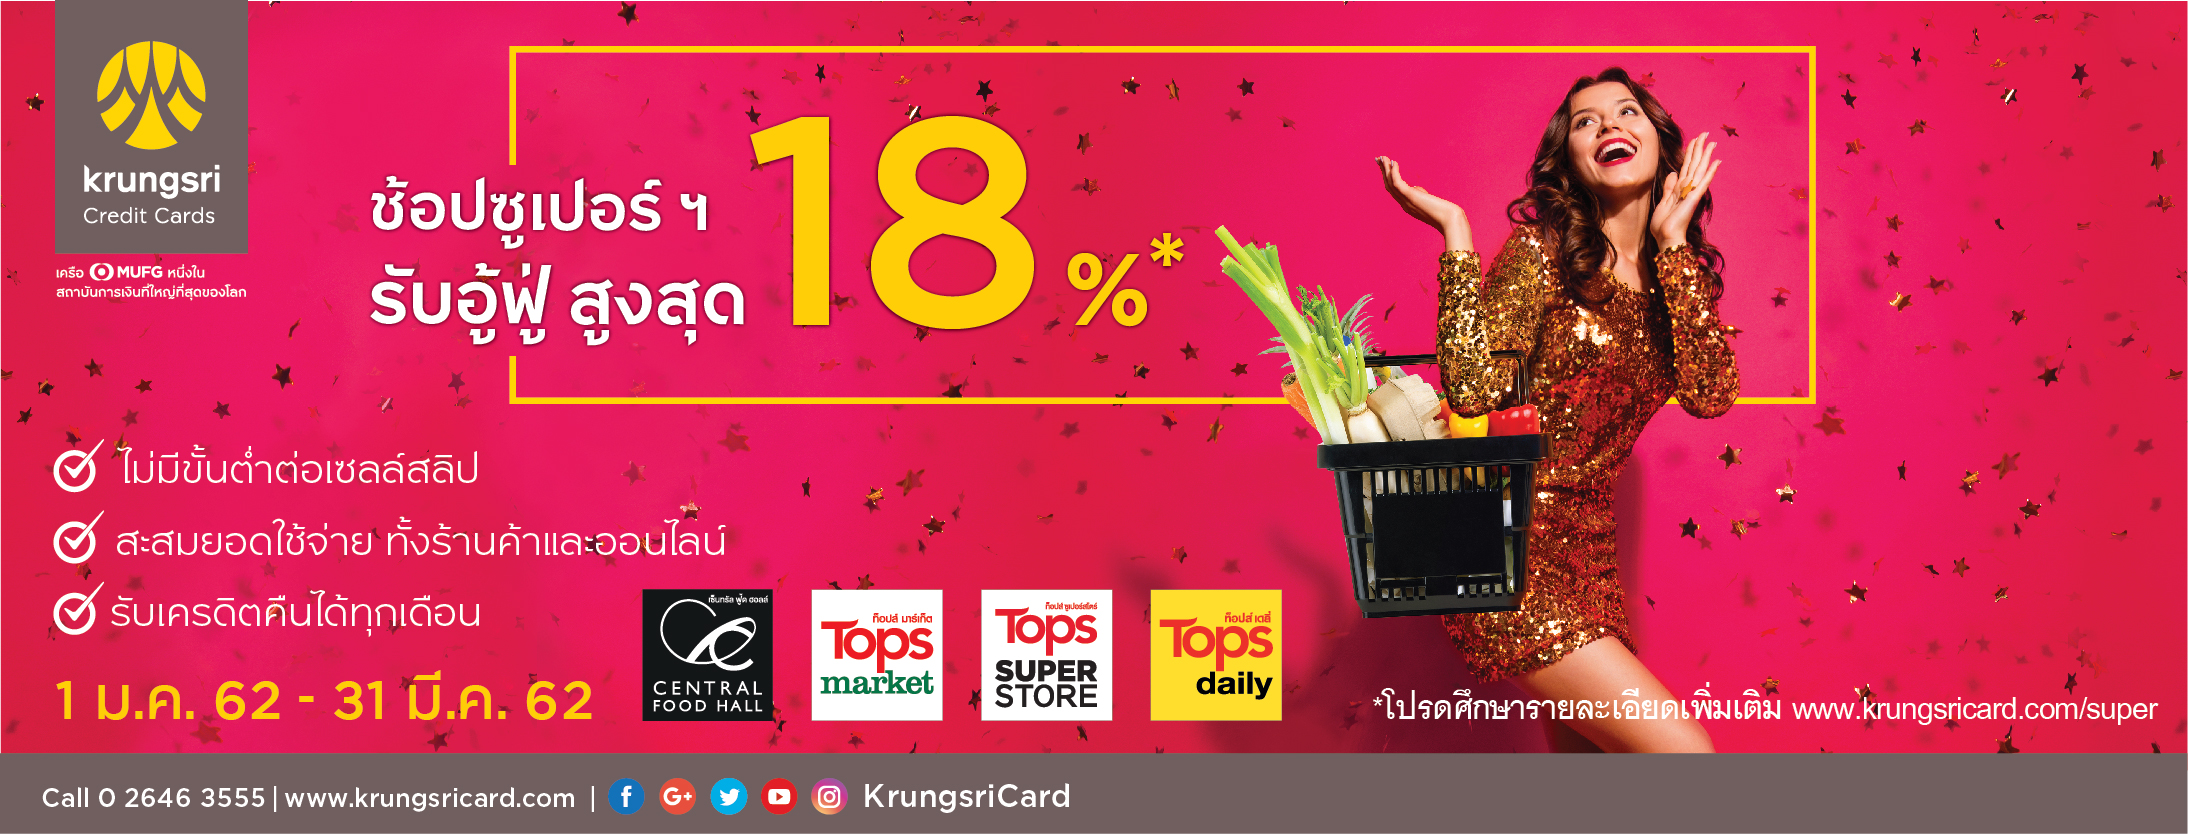 krungsri
Credit Cards
เครือ MUFG หนึ่งใน
สถาบันการเงินที่ใหญ่ที่สุดของโลก
ช้อปซูเปอร์ ฯ
รับอู้ฟู่ สูงสุด
18%*
ไม่มีขั้นต่ำต่อเซลล์สลิป
สะสมยอดใช้จ่าย ทั้งร้านค้าและออนไลน์
รับเครดิตคืนได้ทุกเดือน
1 ม.ค. 62 - 31 มี.ค. 62
เซ็นทรัล ฟู้ด ฮอลล์
CENTRAL
FOOD HALL
ท็อปส์ มาร์เก็ต
Tops
market
ท็อปส์ ซูเปอร์สโตร์
Tops
SUPER
STORE
ท็อปส์ เดลี่
Tops
daily
*โปรดศึกษารายละเอียดเพิ่มเติม www.krungsricard.com/super
Call 0 2646 3555 | www.krungsricard.com | f G+ KrungsriCard